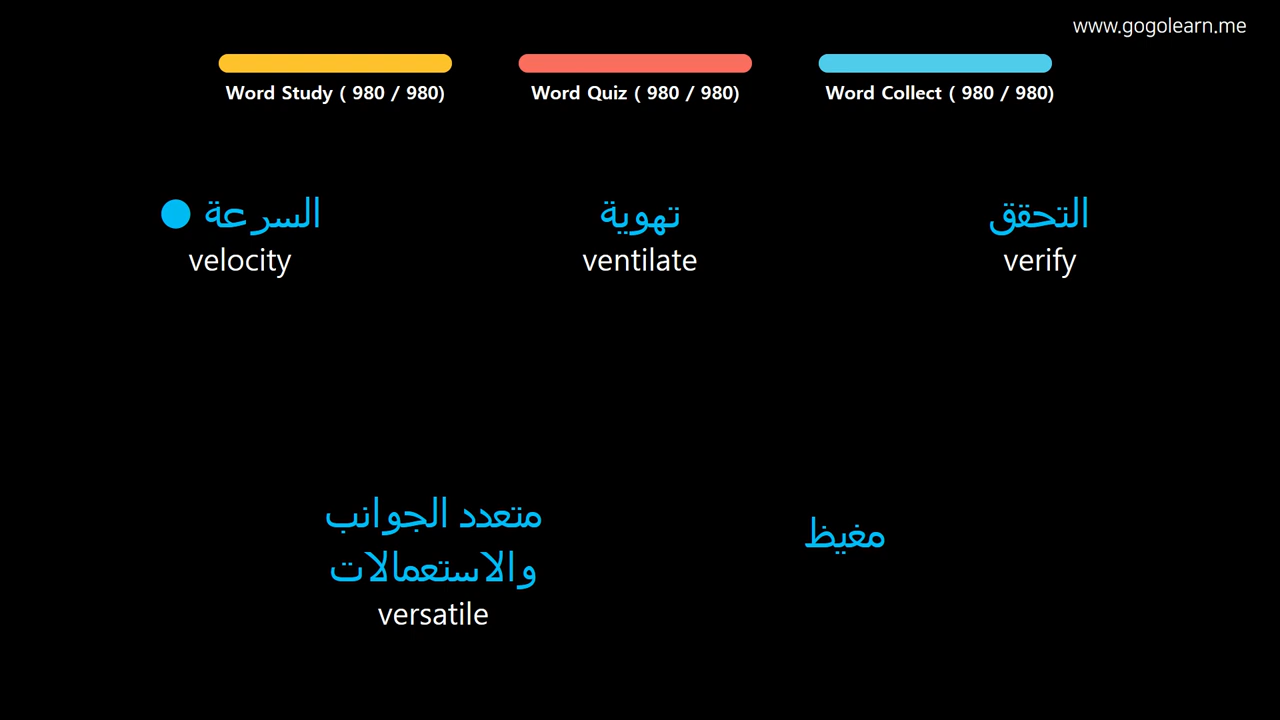 www.gogolearn.me
Word Study ( 980 / 980)
Word Quiz ( 980 / 980)
Word Collect ( 980 / 980)
السرعة ●
velocity
تهوية
ventilate
التحقق
verify
متعدد الجوانب
والاستعمالات
versatile
مغيظ